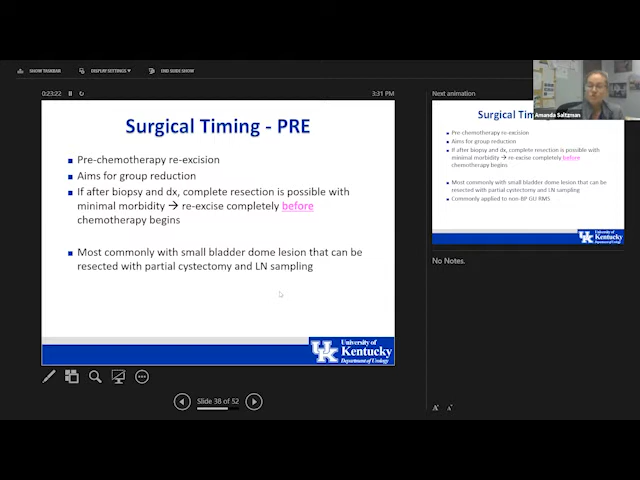 SHOW TASKBAR
DISPLAY SETTINGS ▼
END SLIDE SHOW
Amanda Saltzman
0:23:22
3:31 PM
Surgical Timing - PRE
Pre-chemotherapy re-excision
Aims for group reduction
If after biopsy and dx, complete resection is possible with
minimal morbidity → re-excise completely before
chemotherapy begins
Most commonly with small bladder dome lesion that can be
resected with partial cystectomy and LN sampling
University of
Kentucky
Department of Urology
Slide 38 of 52
Next animation
Surgical Tim
Pre-chemotherapy re-excision
Aims for group reduction
If after biopsy and dx, complete resection is possible with
minimal morbidity → re-excise completely before
chemotherapy begins
Most commonly with small bladder dome lesion that can be
resected with partial cystectomy and LN sampling
Commonly applied to non-BP GU RMS
University of
Kentucky
No Notes.
A
A